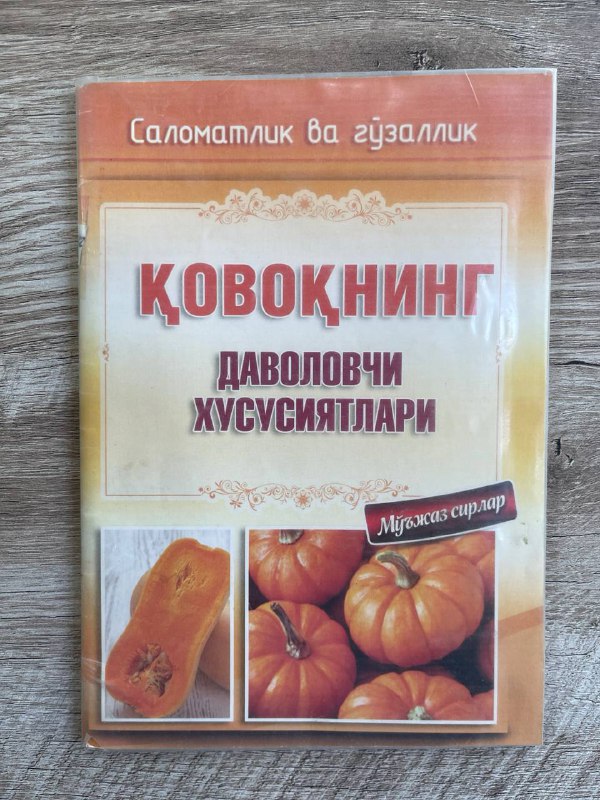 Саломатлик ва гўзаллик
ҚОВОҚНИНГ
ДАВОЛОВЧИ
ХУСУСИЯТЛАРИ
Мўъжаз сирлар